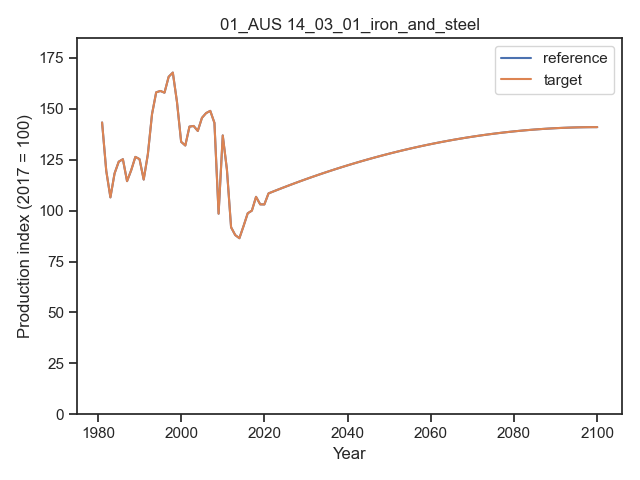 01_AUS 14_03_01_iron_and_steel
reference
target
Production index (2017 = 100)
175
150
125
100
75
50
25
0
1980 2000 2020 2040 2060 2080 2100
Year